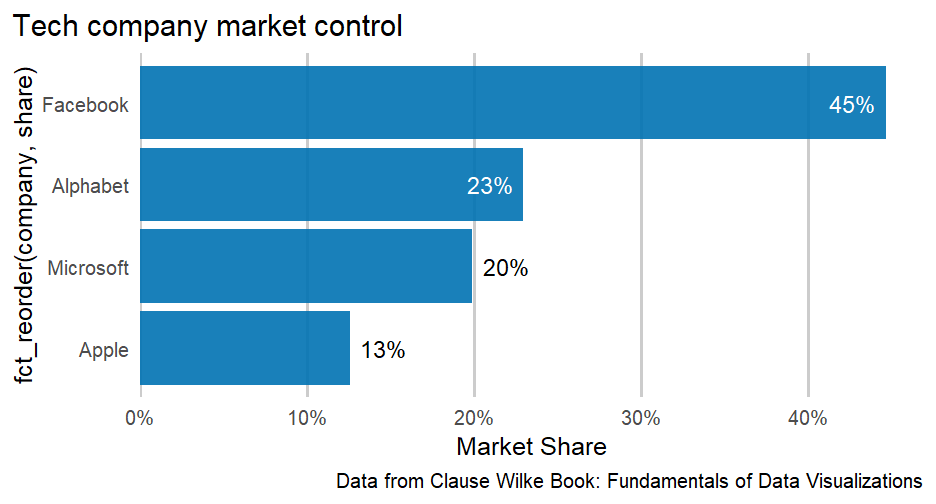 Tech company market control
fct_reorder(company, share)
Facebook
45%
Alphabet
23%
Microsoft
20%
Apple
13%
0% 10% 20% 30% 40%
Market Share
Data from Clause Wilke Book: Fundamentals of Data Visualizations